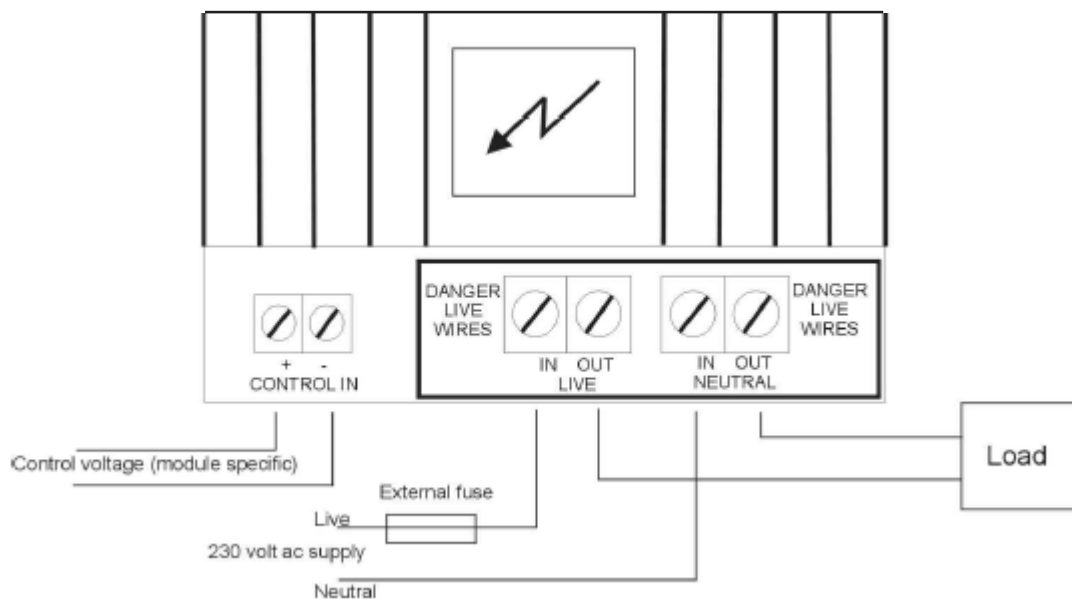 DANGER
LIVE
WIRES
DANGER
LIVE
WIRES
+ -
CONTROL IN
IN OUT
LIVE
IN OUT
NEUTRAL
Control voltage (module specific)
Load
External fuse
Live
230 volt ac supply
Neutral